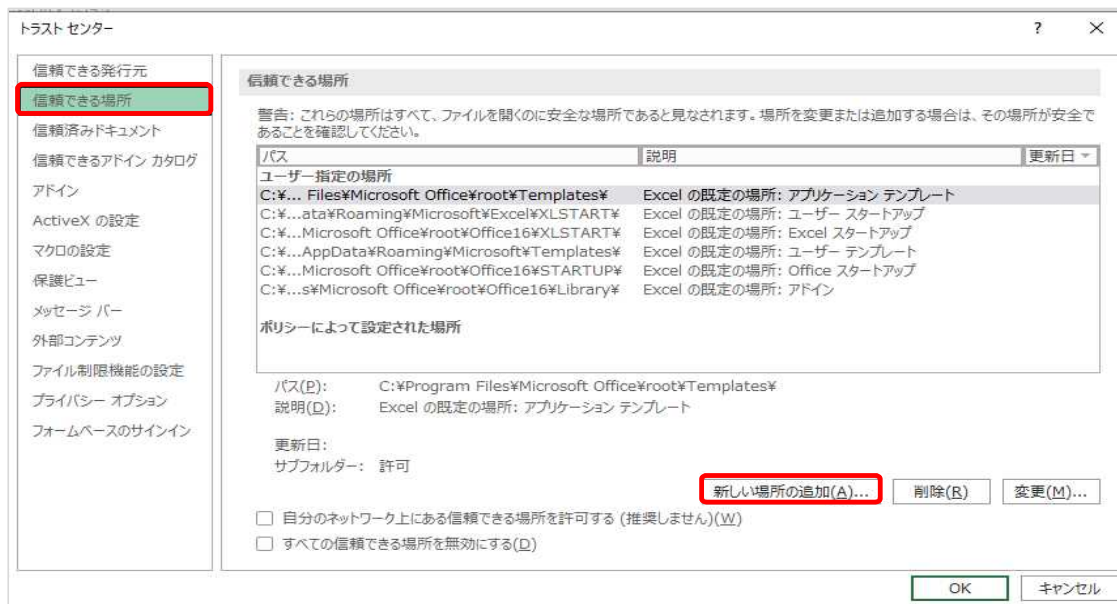 トラスト センター
? ×
信頼できる発行元
信頼できる場所
信頼済みドキュメント
信頼できるアドイン カタログ
アドイン
ActiveX の設定
マクロの設定
保護ビュー
メッセージ バー
外部コンテンツ
ファイル制限機能の設定
プライバシー オプション
フォームベースのサインイン
信頼できる場所
警告: これらの場所はすべて、ファイルを開くのに安全な場所であると見なされます。場所を変更または追加する場合は、その場所が安全で
あることを確認してください。
パス 説明 更新日
ユーザー指定の場所
C:¥... Files¥Microsoft Office¥root¥Templates¥ Excel の既定の場所: アプリケーション テンプレート
C:¥...ata¥Roaming¥Microsoft¥Excel¥XLSTART¥ Excel の既定の場所: ユーザー スタートアップ
C:¥...Microsoft Office¥root¥Office16¥XLSTART¥ Excel の既定の場所: Excel スタートアップ
C:¥...AppData¥Roaming¥Microsoft¥Templates¥ Excel の既定の場所: ユーザー テンプレート
C:¥...Microsoft Office¥root¥Office16¥STARTUP¥ Excel の既定の場所: Office スタートアップ
C:¥...s¥Microsoft Office¥root¥Office16¥Library¥ Excel の既定の場所: アドイン
ポリシーによって設定された場所
パス(P): C:¥Program Files¥Microsoft Office¥root¥Templates¥
説明(D): Excel の既定の場所: アプリケーション テンプレート
更新日:
サブフォルダー: 許可
新しい場所の追加(A)... 削除(R) 変更(M)...
自分のネットワーク上にある信頼できる場所を許可する (推奨しません)(W)
すべての信頼できる場所を無効にする(D)
OK キャンセル